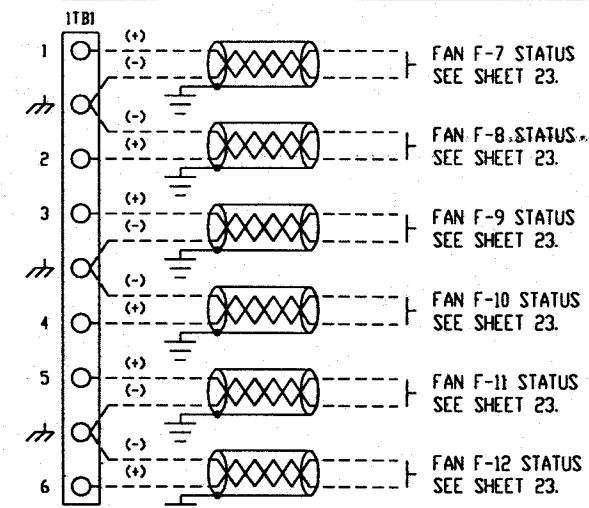 1TB1
1 (+) FAN F-7 STATUS
(-) SEE SHEET 23.
(-) FAN F-8 STATUS
2 (+) SEE SHEET 23.
3 (+) FAN F-9 STATUS
(-) SEE SHEET 23.
(-) FAN F-10 STATUS
4 (+) SEE SHEET 23.
5 (+) FAN F-11 STATUS
(-) SEE SHEET 23.
(-) FAN F-12 STATUS
6 (+) SEE SHEET 23.